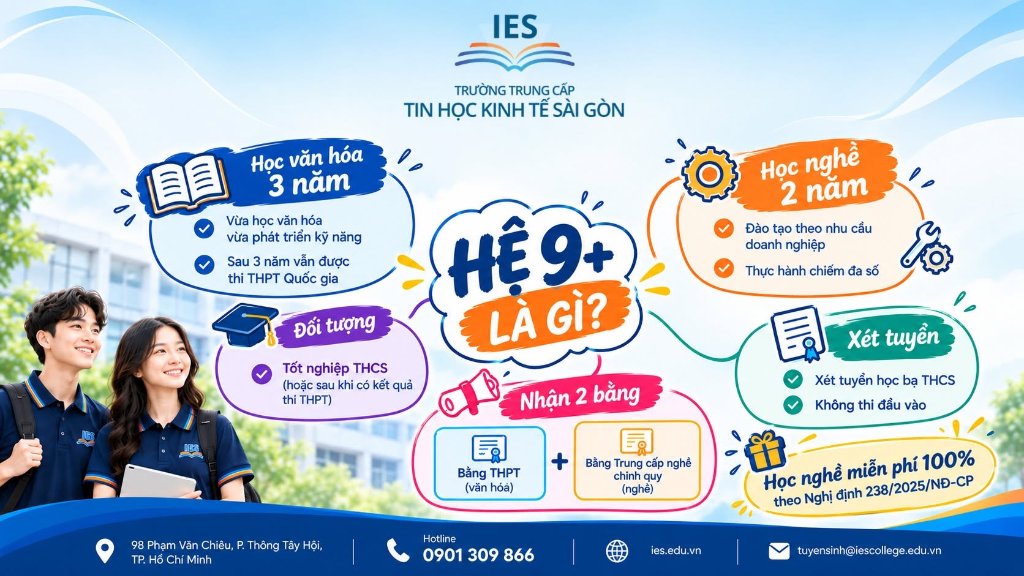 IES
TRƯỜNG TRUNG CẤP
TIN HỌC KINH TẾ SÀI GÒN
Học văn hóa
3 năm
Vừa học văn hóa
vừa phát triển kỹ năng
Sau 3 năm vẫn được
thi THPT Quốc gia
Học nghề
2 năm
Đào tạo theo nhu cầu
doanh nghiệp
Thực hành chiếm đa số
HỆ 9+
LÀ GÌ?
Đối tượng
Tốt nghiệp THCS
(hoặc sau khi có kết quả
thi THPT)
Xét tuyển
Xét tuyển học bạ THCS
Không thi đầu vào
Nhận 2 bằng
Bằng THPT
(văn hóa)
+
Bằng Trung cấp nghề
chính quy
(nghề)
Học nghề miễn phí 100%
theo Nghị định 238/2025/NĐ-CP
IES
IES
98 Phạm Văn Chiêu, P. Thông Tây Hội,
TP. Hồ Chí Minh
Hotline
0901 309 866
ies.edu.vn
tuyensinh@iescollege.edu.vn